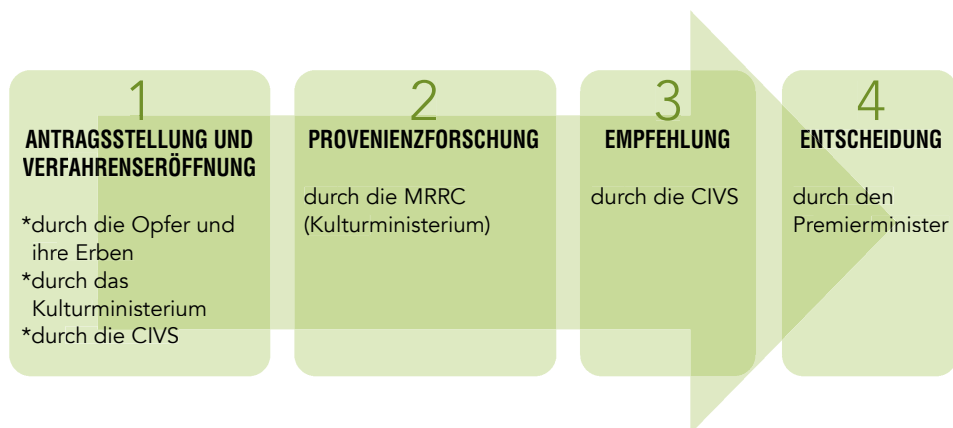 1
ANTRAGSSTELLUNG UND
VERFAHRENSERÖFFNUNG
*durch die Opfer und
ihre Erben
*durch das
Kulturministerium
*durch die CIVS
2
PROVENIENZFORSCHUNG
durch die MRRC
(Kulturministerium)
3
EMPFEHLUNG
durch die CIVS
4
ENTSCHEIDUNG
durch den
Premierminister